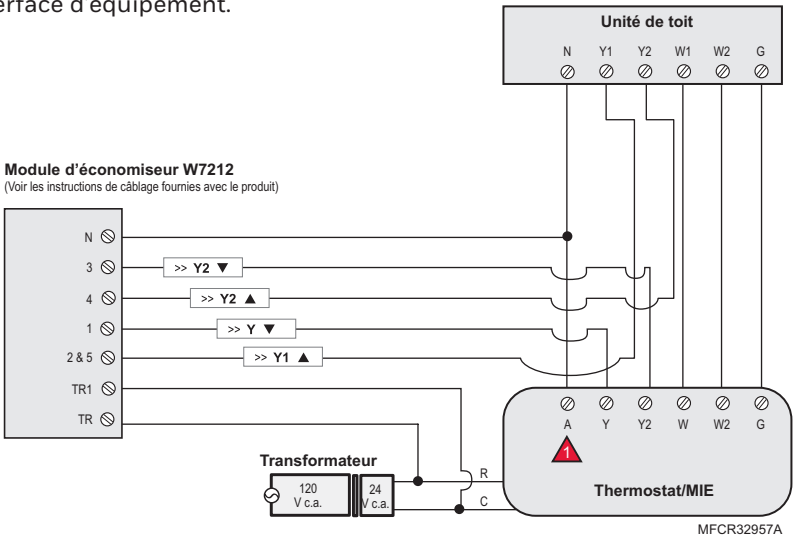 erface d'équipement.
Unité de toit
N Y1 Y2 W1 W2 G
Module d'économiseur W7212
(Voir les instructions de câblage fournies avec le produit)
N
3 >> Y2 ▼
4 >> Y2 ▲
1 >> Y ▼
2 & 5 >> Y1 ▲
TR1
TR
A Y Y2 W W2 G
1
Transformateur
120
V c.a.
24
V c.a.
R
C
Thermostat/MIE
MFCR32957A